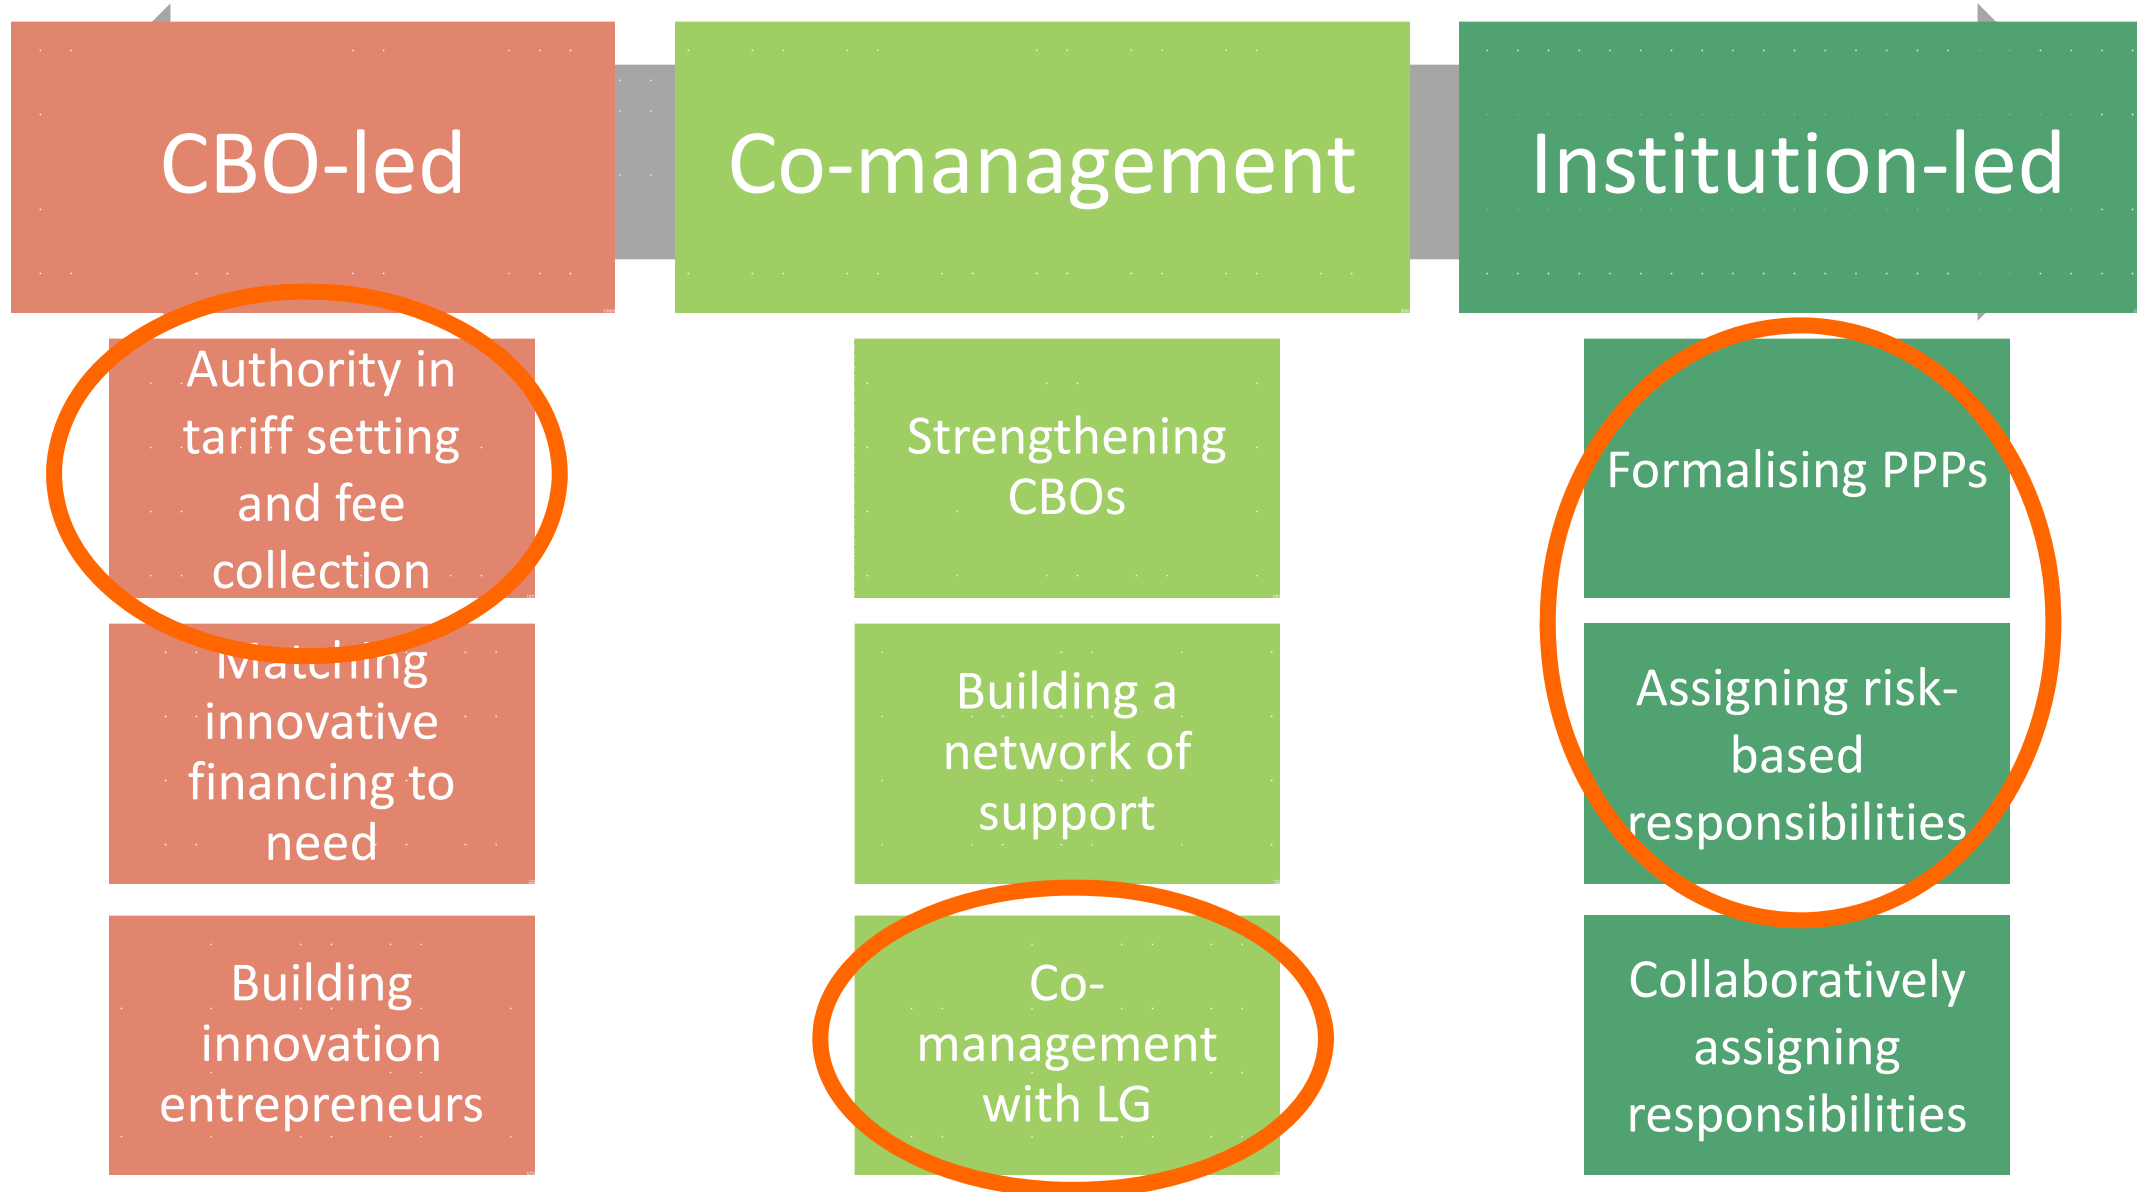 CBO-led
Co-management
Institution-led
Authority in
tariff setting
and fee
collection
Matching
innovative
financing to
need
Building
innovation
entrepreneurs
Strengthening
CBOs
Building a
network of
support
Co-
management
with LG
Formalising PPPs
Assigning risk-
based
responsibilities
Collaboratively
assigning
responsibilities